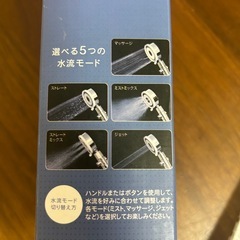 選べる5つの
水流モード
マッサージ
ストレート
ミストミックス
ストレート
ミックス
ジェット
水流モード
切り替え方
ハンドルまたはボタンを使用して、
水流を好みに合わせて調整します。
各モード(ミスト、マッサージ、ジェット
など)を選択してお楽しみください。